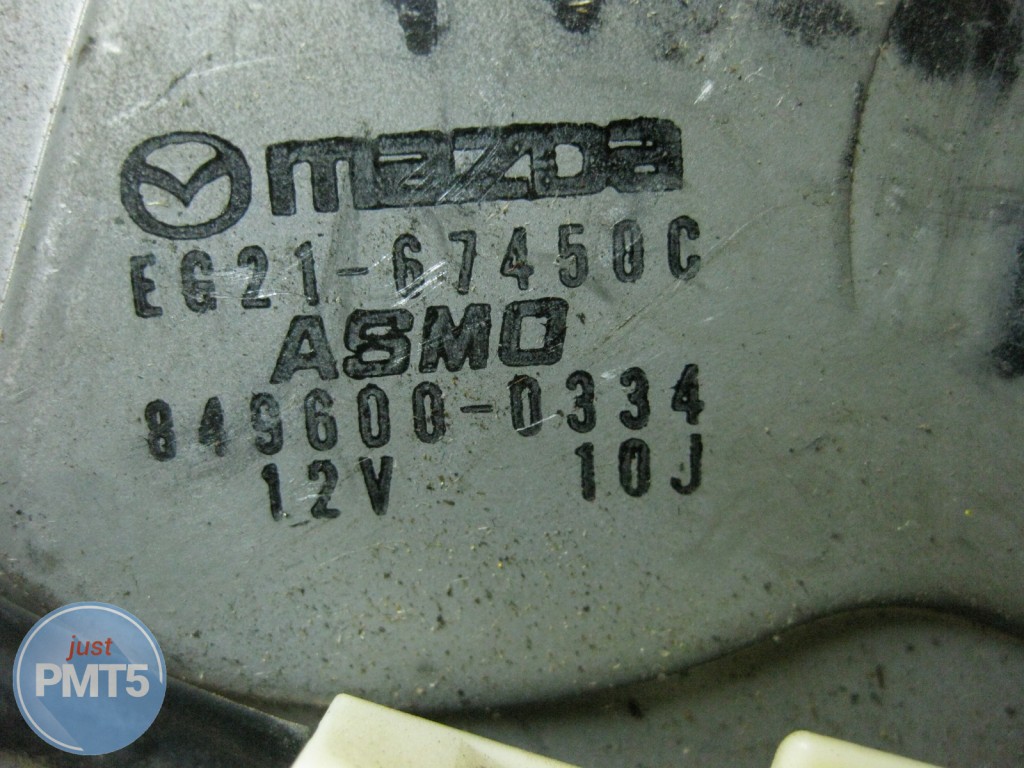 mazda
EG21-67450C
ASMO
849600-0334
12V 10J
just
PMT5